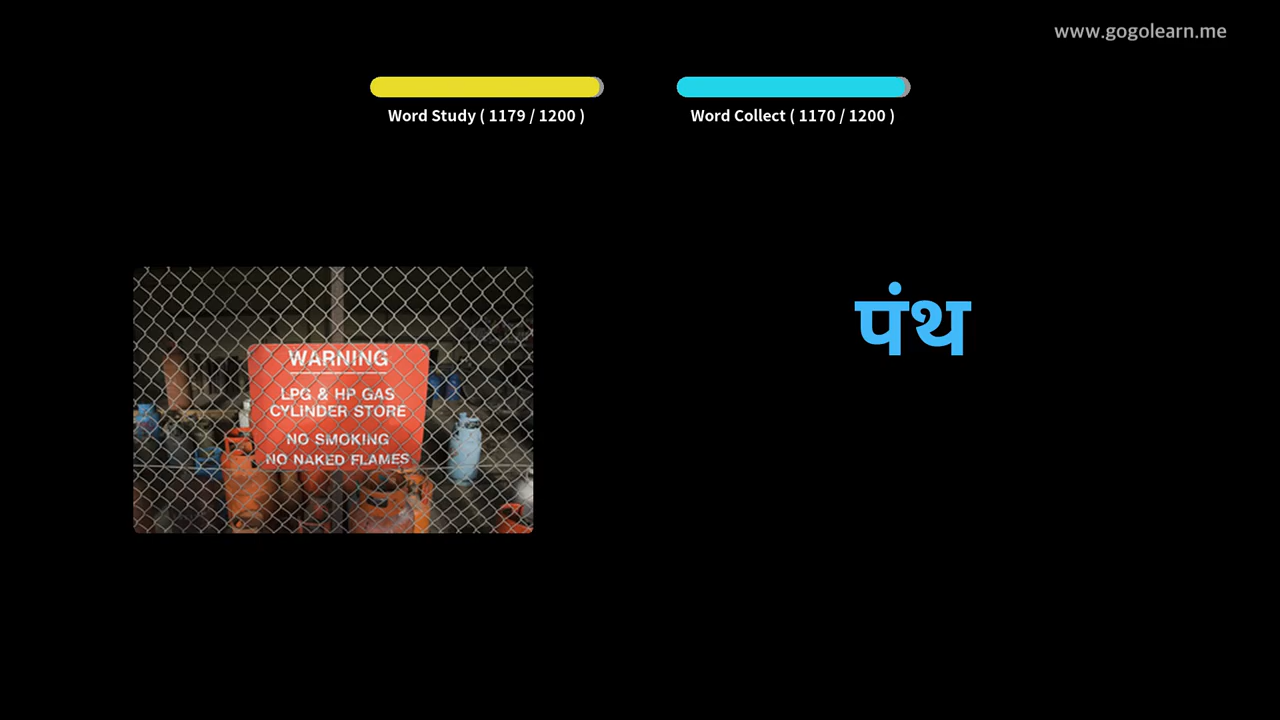 www.gogolearn.me
Word Study ( 1179 / 1200 )
Word Collect ( 1170 / 1200 )
पंथ
WARNING
LPG & HP GAS
CYLINDER STORE
NO SMOKING
NO NAKED FLAMES